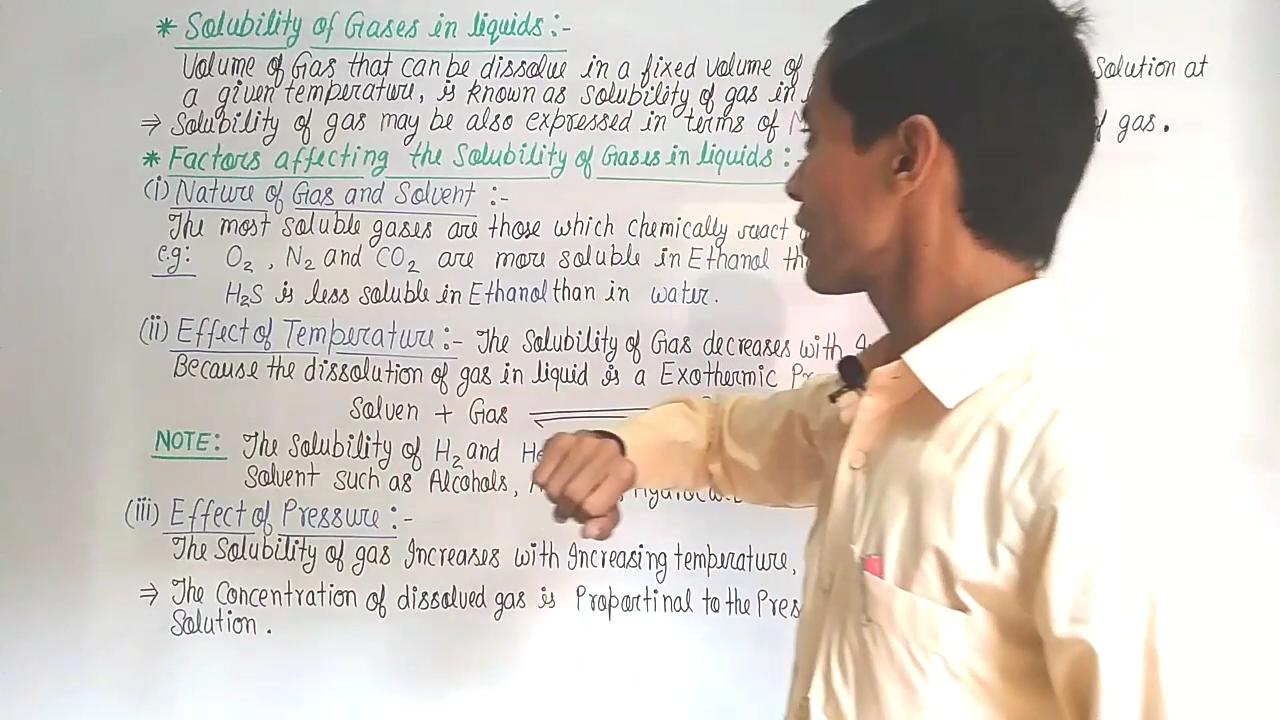 * Solubility of Gases in liquids :-
Volume of Gas that can be dissolve in a fixed volume of Solution at
a given temperature, is known as solubility of gas in
⇒ Solubility of gas may be also expressed in terms of gas.
* Factors affecting the Solubility of Gases in liquids :-
(i) Nature of Gas and Solvent :-
The most soluble gases are those which chemically react
e.g: O₂ , N₂ and CO₂ are more soluble in Ethanol
H₂S is less soluble in Ethanol than in water.
(ii) Effect of Temperature :- The Solubility of Gas decreases with
Because the dissolution of gas in liquid is a Exothermic
Solven + Gas
NOTE: The Solubility of H₂ and
Solvent such as Alcohols,
(iii) Effect of Pressure :-
The Solubility of gas Increases with Increasing temperature,
⇒ The Concentration of dissolved gas is Propartinal to the
Solution .